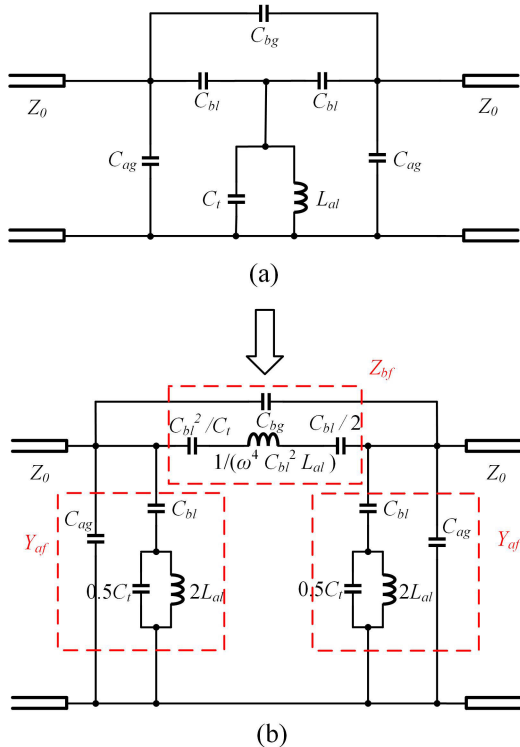 C_bg
C_bl C_bl
Z_0 Z_0
C_ag C_ag
C_t L_al
(a)
Z_bf
C_bl^2/C_t C_bg C_bl/2
1/(ω^4 C_bl^2 L_al)
Z_0 Z_0
Y_af C_ag C_bl C_bl C_ag Y_af
0.5C_t 2L_al 0.5C_t 2L_al
(b)